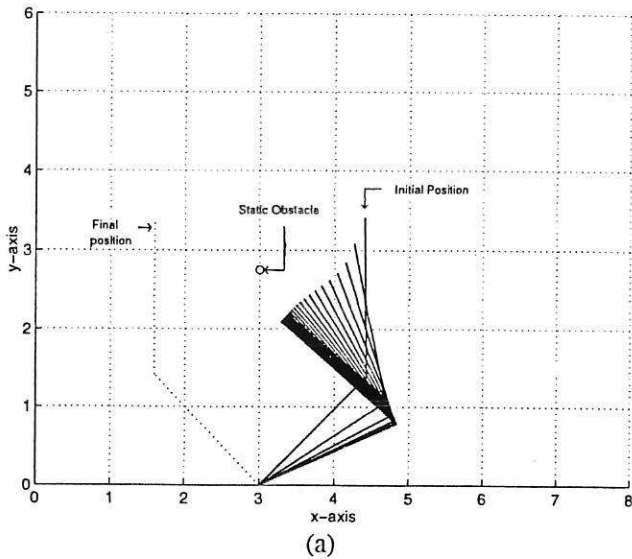 6
5
4
3
2
1
0
y-axis
Initial Position
Static Obstacle
Final
position
0 1 2 3 4 5 6 7 8
x-axis
(a)